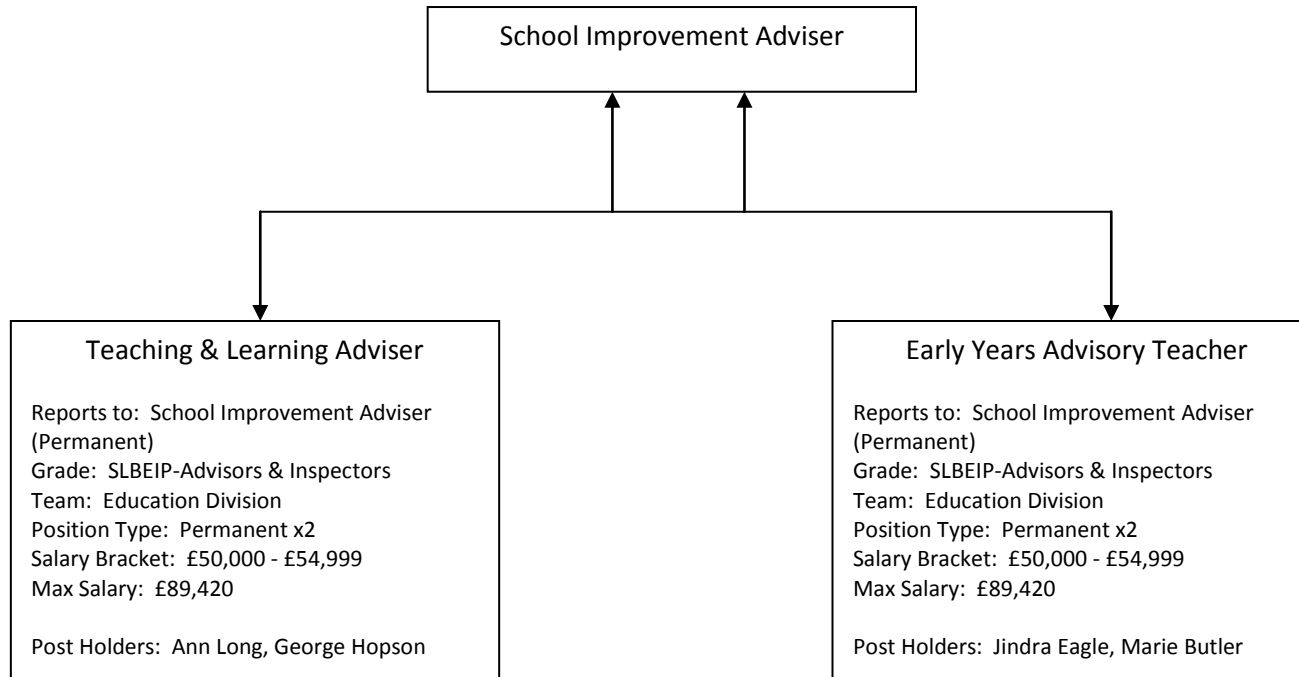 School Improvement Adviser
Teaching & Learning Adviser
Reports to: School Improvement Adviser
(Permanent)
Grade: SLBEIP-Advisors & Inspectors
Team: Education Division
Position Type: Permanent x2
Salary Bracket: £50,000 - £54,999
Max Salary: £89,420
Post Holders: Ann Long, George Hopson
Early Years Advisory Teacher
Reports to: School Improvement Adviser
(Permanent)
Grade: SLBEIP-Advisors & Inspectors
Team: Education Division
Position Type: Permanent x2
Salary Bracket: £50,000 - £54,999
Max Salary: £89,420
Post Holders: Jindra Eagle, Marie Butler